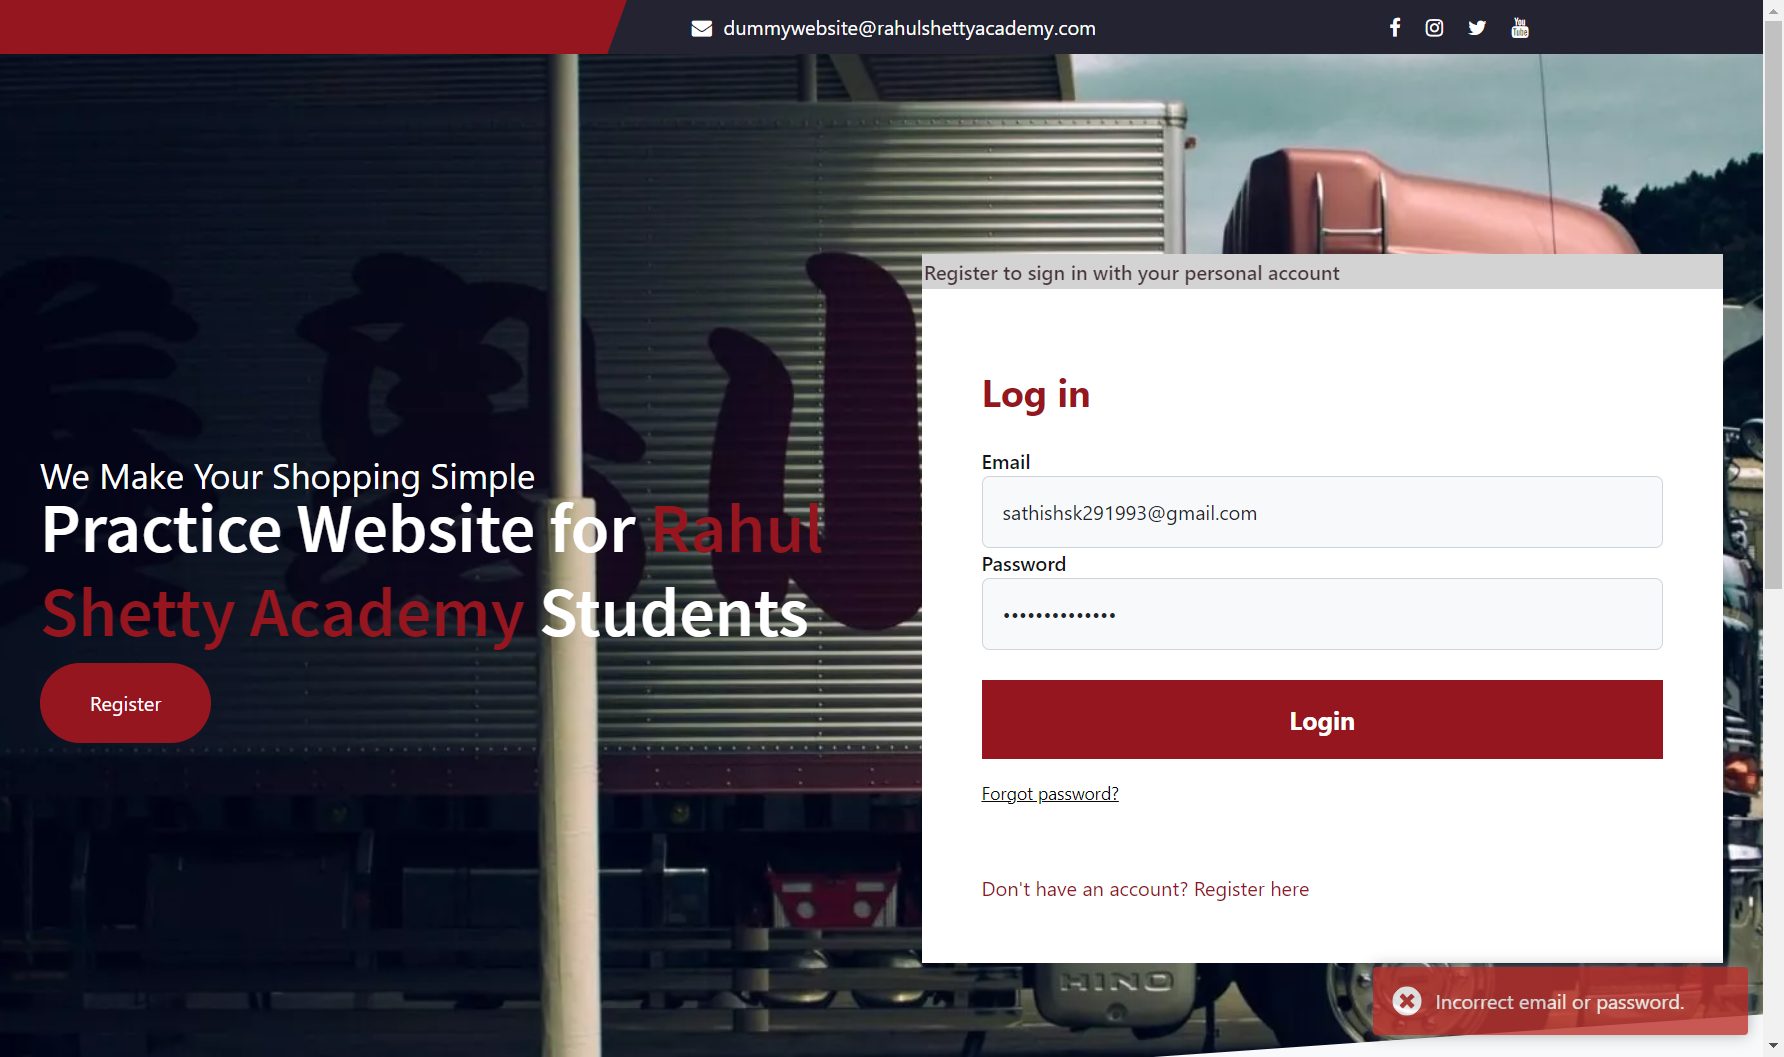 dummywebsite@rahulshettyacademy.com
Register to sign in with your personal account
We Make Your Shopping Simple
Practice Website for Rahul
Shetty Academy Students
Register
Log in
Email
sathishsk291993@gmail.com
Password
••••••••••••••
Login
Forgot password?
Don't have an account? Register here
HINO
Incorrect email or password.